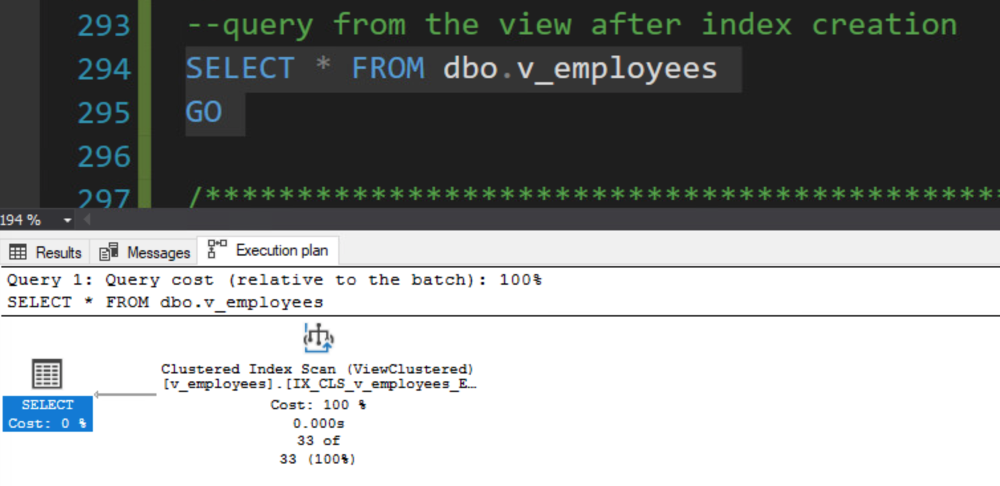 293 --query from the view after index creation
294 SELECT * FROM dbo.v_employees
295 GO
296
297 /********************************************
194 %
Results Messages Execution plan
Query 1: Query cost (relative to the batch): 100%
SELECT * FROM dbo.v_employees
Clustered Index Scan (ViewClustered)
[v_employees].[IX_CLS_v_employees_E…
SELECT
Cost: 0 %
Cost: 100 %
0.000s
33 of
33 (100%)